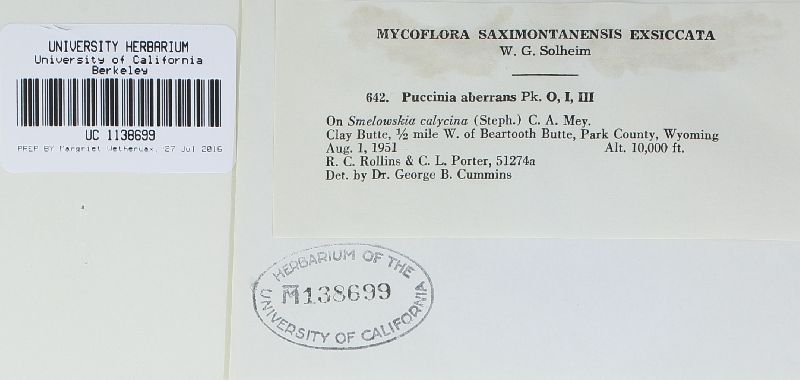 UNIVERSITY HERBARIUM
University of California
Berkeley
UC 1138699
PREP BY Margriet Wetherwax, 27 Jul 2016
MYCOFLORA SAXIMONTANENSIS EXSICCATA
W. G. Solheim
642. Puccinia aberrans Pk. O, I, III
On Smelowskia calycina (Steph.) C. A. Mey.
Clay Butte, ½ mile W. of Beartooth Butte, Park County, Wyoming
Aug. 1, 1951 Alt. 10,000 ft.
R. C. Rollins & C. L. Porter, 51274a
Det. by Dr. George B. Cummins
HERBARIUM OF THE
M138699
UNIVERSITY OF CALIFORNIA